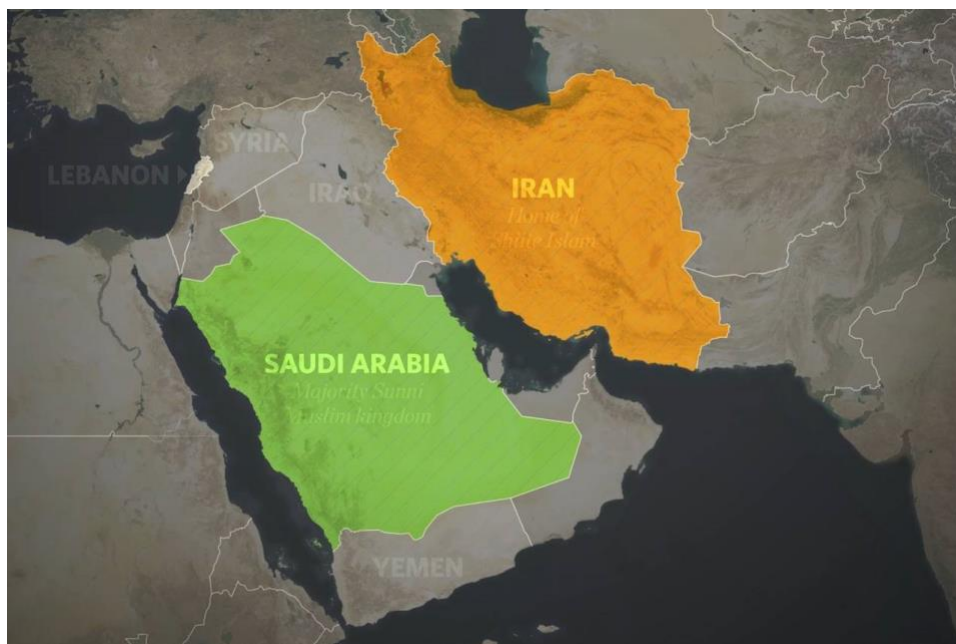 SYRIA
LEBANON
IRAQ
IRAN
Home of
Shiite Islam
SAUDI ARABIA
Majority Sunni
Muslim kingdom
YEMEN